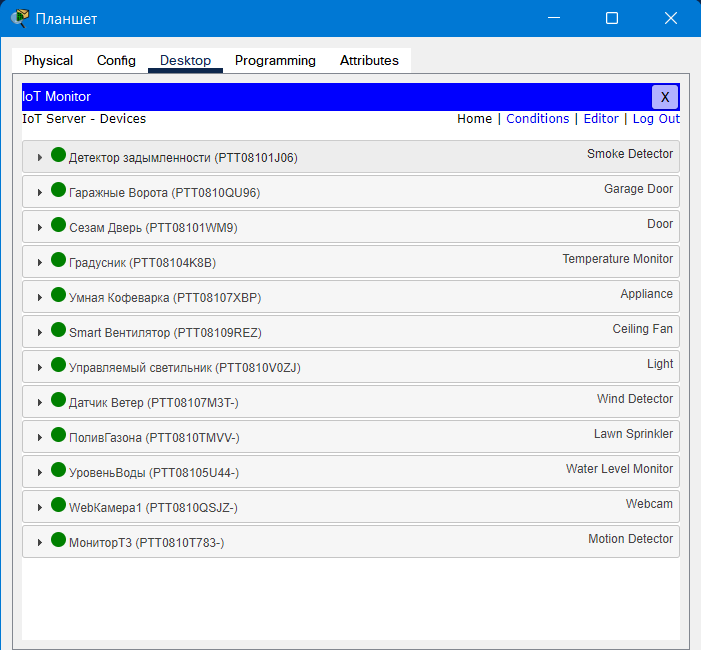 Планшет
Physical Config Desktop Programming Attributes
IoT Monitor X
IoT Server - Devices Home | Conditions | Editor | Log Out
Детектор задымленности (PTT08101J06) Smoke Detector
Гаражные Ворота (PTT0810QU96) Garage Door
Сезам Дверь (PTT08101WM9) Door
Градусник (PTT08104K8B) Temperature Monitor
Умная Кофеварка (PTT08107XBP) Appliance
Smart Вентилятор (PTT08109REZ) Ceiling Fan
Управляемый светильник (PTT0810V0ZJ) Light
Датчик Ветер (PTT08107M3T-) Wind Detector
ПоливГазона (PTT0810TMVV-) Lawn Sprinkler
УровеньВоды (PTT08105U44-) Water Level Monitor
WebКамера1 (PTT0810QSJZ-) Webcam
МониторТЗ (PTT0810T783-) Motion Detector